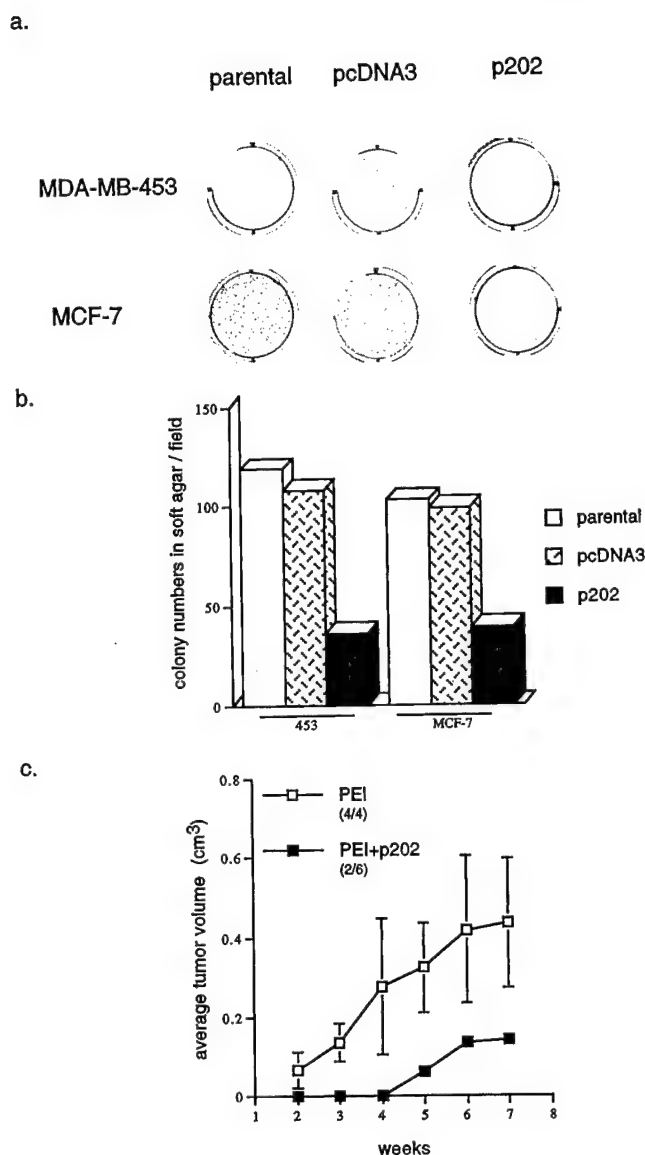 a.
parental pcDNA3 p202
MDA-MB-453
MCF-7
b.
colony numbers in soft agar / field
150
100
50
0
453 MCF-7
parental
pcDNA3
p202
c.
average tumor volume (cm³)
0.8
0.6
0.4
0.2
0
PEI
(4/4)
PEI+p202
(2/6)
1 2 3 4 5 6 7 8
weeks